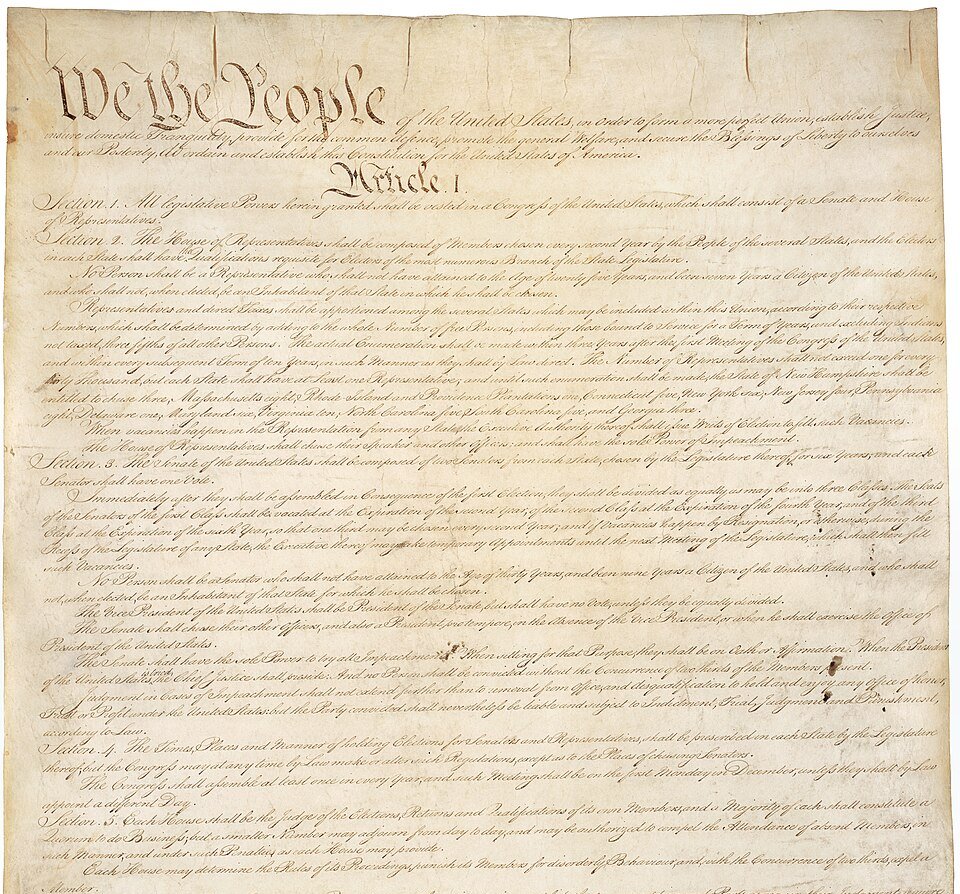 We the People of the United States, in Order to form a more perfect Union, establish Justice,
insure domestic Tranquility, provide for the common defence, promote the general Welfare, and secure the Blessings of Liberty to ourselves
and our Posterity, do ordain and establish this Constitution for the United States of America.
Article. I.
Section. 1. All legislative Powers herein granted shall be vested in a Congress of the United States, which shall consist of a Senate and House
of Representatives.
Section. 2. The House of Representatives shall be composed of Members chosen every second Year by the People of the several States, and the Electors
in each State shall have the Qualifications requisite for Electors of the most numerous Branch of the State Legislature.
No Person shall be a Representative who shall not have attained to the Age of twenty five Years, and been seven Years a Citizen of the United States,
and who shall not, when elected, be an Inhabitant of that State in which he shall be chosen.
Representatives and direct Taxes shall be apportioned among the several States which may be included within this Union, according to their respective
Numbers, which shall be determined by adding to the whole Number of free Persons, including those bound to Service for a Term of Years, and excluding Indians
not taxed, three fifths of all other Persons. The actual Enumeration shall be made within three Years after the first Meeting of the Congress of the United States,
and within every subsequent Term of ten Years, in such Manner as they shall by Law direct. The Number of Representatives shall not exceed one for every
thirty Thousand, but each State shall have at Least one Representative; and until such enumeration shall be made, the State of New Hampshire shall be
entitled to chuse three, Massachusetts eight, Rhode Island and Providence Plantations one, Connecticut five, New York six, New Jersey four, Pennsylvania
eight, Delaware one, Maryland six, Virginia ten, North Carolina five, South Carolina five, and Georgia three.
When vacancies happen in the Representation from any State, the Executive Authority thereof shall issue Writs of Election to fill such Vacancies.
The House of Representatives shall chuse their Speaker and other Officers; and shall have the sole Power of Impeachment.
Section. 3. The Senate of the United States shall be composed of two Senators from each State, chosen by the Legislature thereof, for six Years; and each
Senator shall have one Vote.
Immediately after they shall be assembled in Consequence of the first Election, they shall be divided as equally as may be into three Classes. The Seats
of the Senators of the first Class shall be vacated at the Expiration of the second Year, of the second Class at the Expiration of the fourth Year, and of the third
Class at the Expiration of the sixth Year, so that one third may be chosen every second Year; and if Vacancies happen by Resignation, or otherwise, during the
Recess of the Legislature of any State, the Executive thereof may make temporary Appointments until the next Meeting of the Legislature, which shall then fill
such Vacancies.
No Person shall be a Senator who shall not have attained to the Age of thirty Years, and been nine Years a Citizen of the United States, and who shall
not, when elected, be an Inhabitant of that State for which he shall be chosen.
The Vice President of the United States shall be President of the Senate, but shall have no Vote, unless they be equally divided.
The Senate shall chuse their other Officers, and also a President pro tempore, in the Absence of the Vice President, or when he shall exercise the Office of
President of the United States.
The Senate shall have the sole Power to try all Impeachments. When sitting for that Purpose, they shall be on Oath or Affirmation. When the President
of the United States is tried, the Chief Justice shall preside: And no Person shall be convicted without the Concurrence of two thirds of the Members present.
Judgment in Cases of Impeachment shall not extend further than to removal from Office, and disqualification to hold and enjoy any Office of honor,
Trust or Profit under the United States: but the Party convicted shall nevertheless be liable and subject to Indictment, Trial, Judgment and Punishment,
according to Law.
Section. 4. The Times, Places and Manner of holding Elections for Senators and Representatives, shall be prescribed in each State by the Legislature
thereof; but the Congress may at any time by Law make or alter such Regulations, except as to the Places of chusing Senators.
The Congress shall assemble at least once in every Year, and such Meeting shall be on the first Monday in December, unless they shall by Law
appoint a different Day.
Section. 5. Each House shall be the Judge of the Elections, Returns and Qualifications of its own Members, and a Majority of each shall constitute a
Quorum to do Business; but a smaller Number may adjourn from day to day, and may be authorized to compel the Attendance of absent Members, in
such Manner, and under such Penalties as each House may provide.
Each House may determine the Rules of its Proceedings, punish its Members for disorderly Behaviour, and, with the Concurrence of two thirds, expel a
Member.